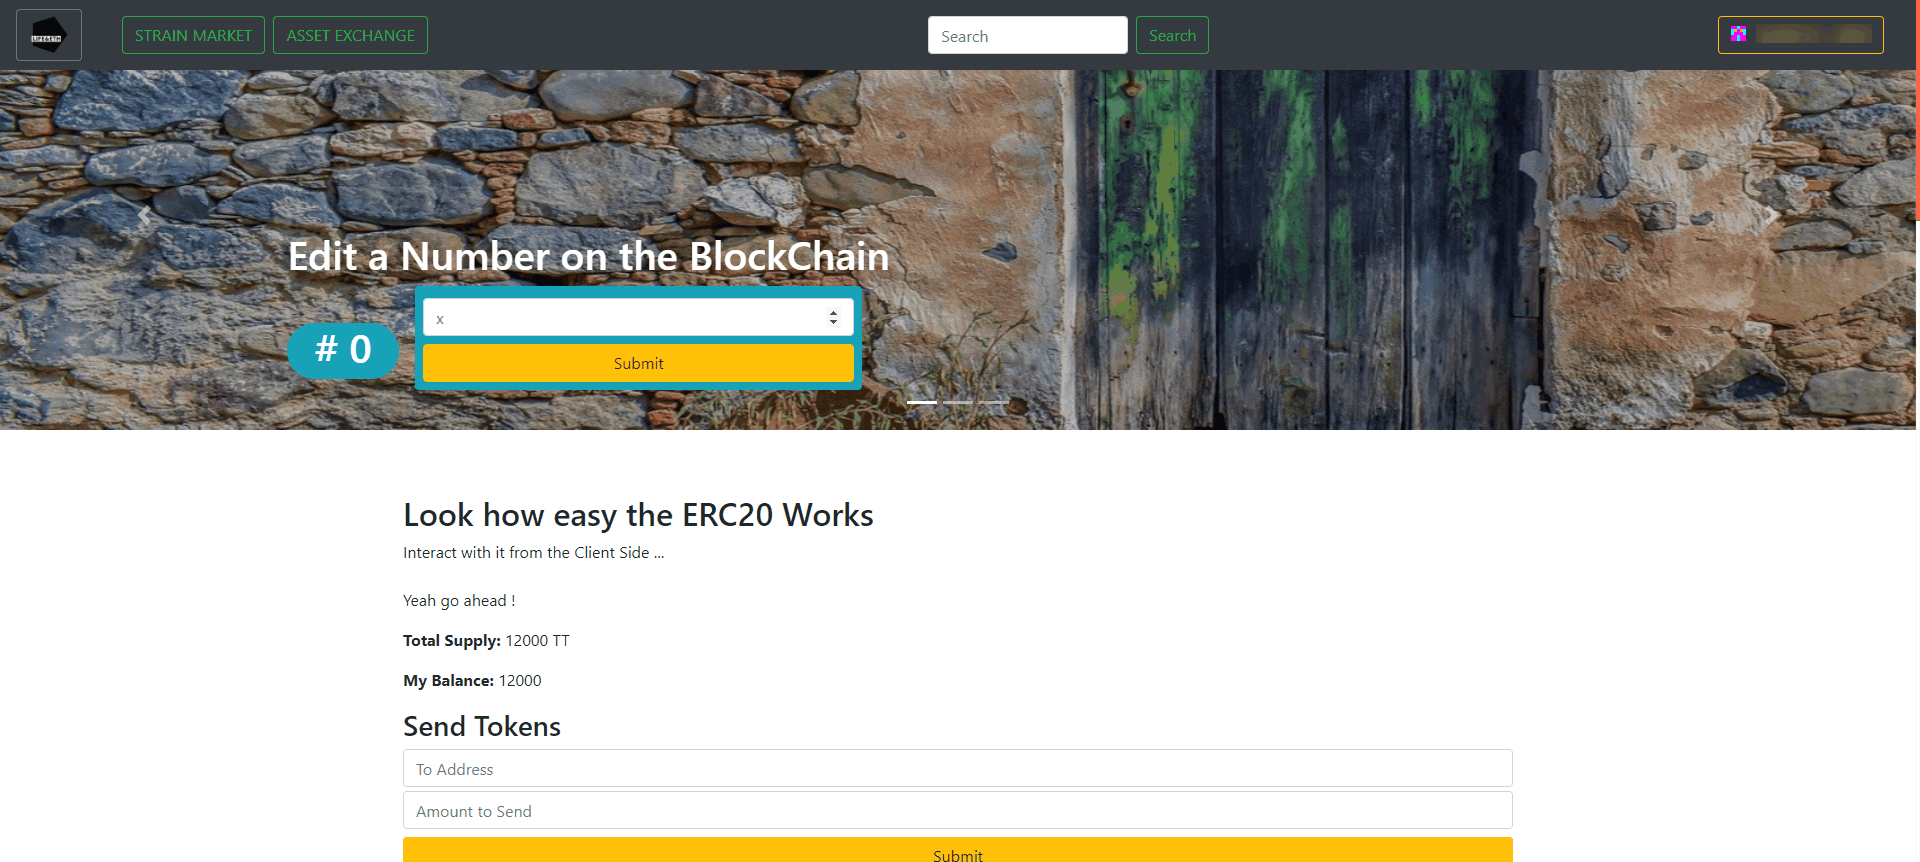 LIFE&ETH
STRAIN MARKET
ASSET EXCHANGE
Search
Search
Edit a Number on the BlockChain
# 0
x
Submit
Look how easy the ERC20 Works
Interact with it from the Client Side ...
Yeah go ahead !
Total Supply: 12000 TT
My Balance: 12000
Send Tokens
To Address
Amount to Send
Submit